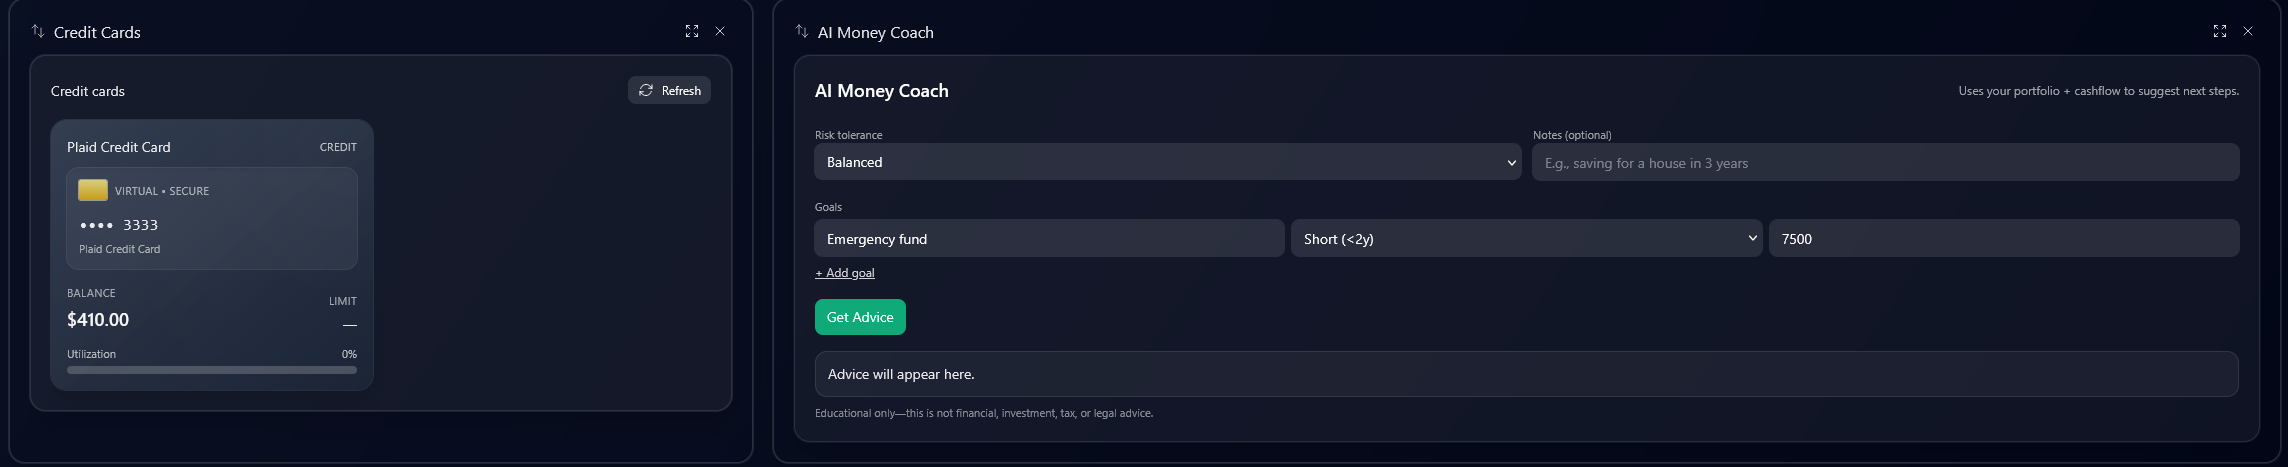 Credit Cards
Credit cards
Refresh
Plaid Credit Card
CREDIT
VIRTUAL • SECURE
•••• 3333
Plaid Credit Card
BALANCE
LIMIT
$410.00
—
Utilization
0%
AI Money Coach
AI Money Coach
Uses your portfolio + cashflow to suggest next steps.
Risk tolerance
Notes (optional)
Balanced
E.g., saving for a house in 3 years
Goals
Emergency fund
Short (<2y)
7500
+ Add goal
Get Advice
Advice will appear here.
Educational only—this is not financial, investment, tax, or legal advice.